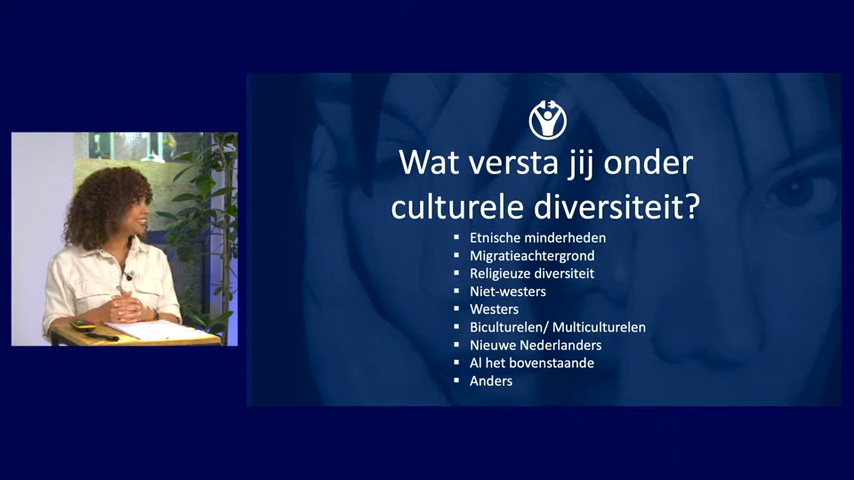 Wat versta jij onder
culturele diversiteit?
▪ Etnische minderheden
▪ Migratieachtergrond
▪ Religieuze diversiteit
▪ Niet-westers
▪ Westers
▪ Biculturelen/ Multiculturelen
▪ Nieuwe Nederlanders
▪ Al het bovenstaande
▪ Anders